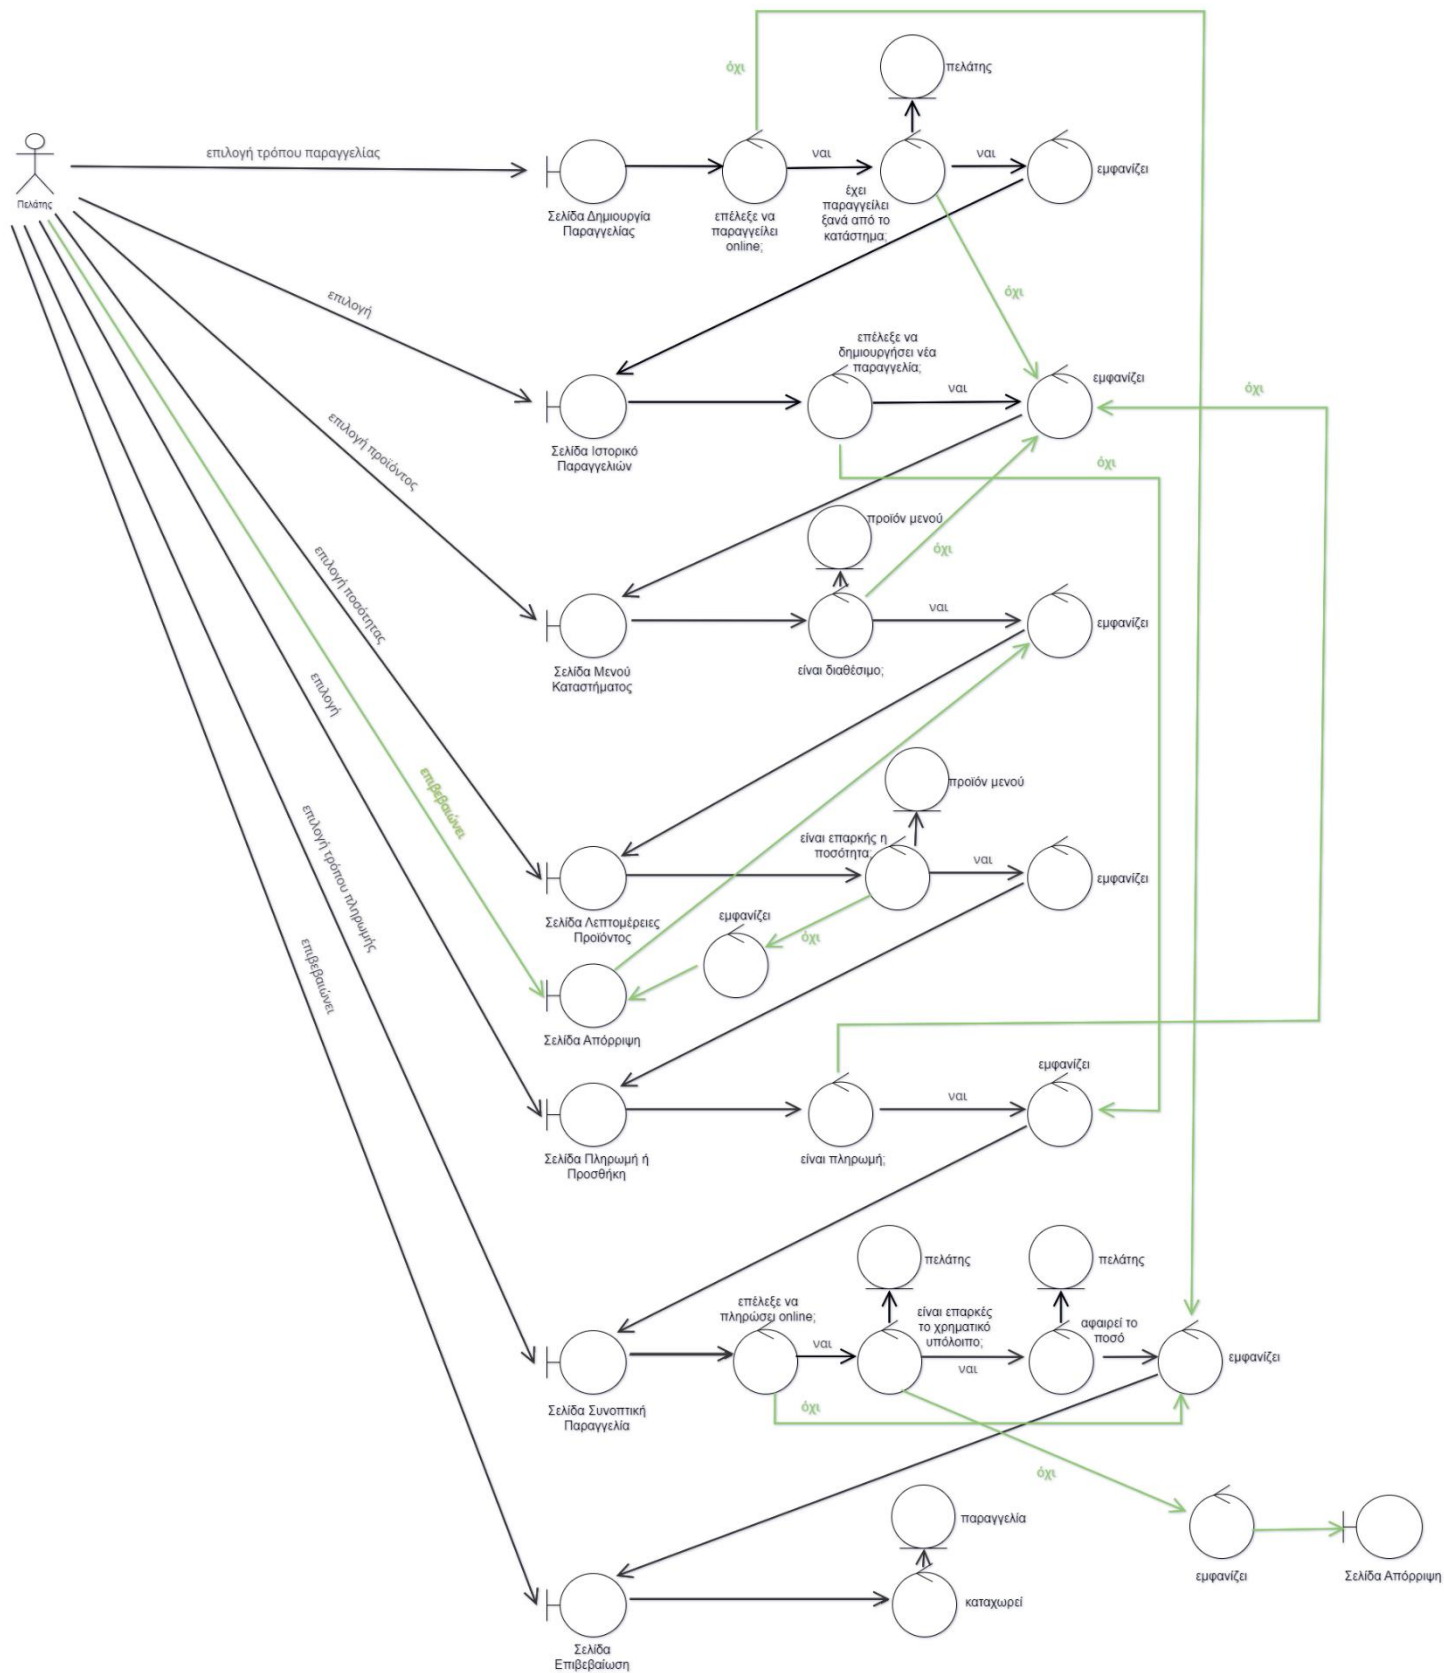 όχι
πελάτης
Πελάτης
επιλογή τρόπου παραγγελίας
Σελίδα Δημιουργία
Παραγγελίας
επέλεξε να
παραγγείλει
online;
ναι
έχει
παραγγείλει
ξανά από το
κατάστημα;
ναι
εμφανίζει
όχι
επιλογή
Σελίδα Ιστορικό
Παραγγελιών
επέλεξε να
δημιουργήσει νέα
παραγγελία;
ναι
εμφανίζει
όχι
όχι
επιλογή προϊόντος
προϊόν μενού
όχι
Σελίδα Μενού
Καταστήματος
είναι διαθέσιμο;
ναι
εμφανίζει
επιλογή ποσότητας
προϊόν μενού
είναι επαρκής η
ποσότητα;
ναι
εμφανίζει
Σελίδα Λεπτομέρειες
Προϊόντος
εμφανίζει
όχι
επιβεβαιώνει
Σελίδα Απόρριψη
επιλογή
Σελίδα Πληρωμή ή
Προσθήκη
είναι πληρωμή;
ναι
εμφανίζει
επιλογή τρόπου πληρωμής
πελάτης
πελάτης
επέλεξε να
πληρώσει online;
ναι
είναι επαρκές
το χρηματικό
υπόλοιπο;
ναι
αφαιρεί το
ποσό
εμφανίζει
Σελίδα Συνοπτική
Παραγγελία
όχι
όχι
επιβεβαιώνει
παραγγελία
καταχωρεί
Σελίδα
Επιβεβαίωση
εμφανίζει
Σελίδα Απόρριψη